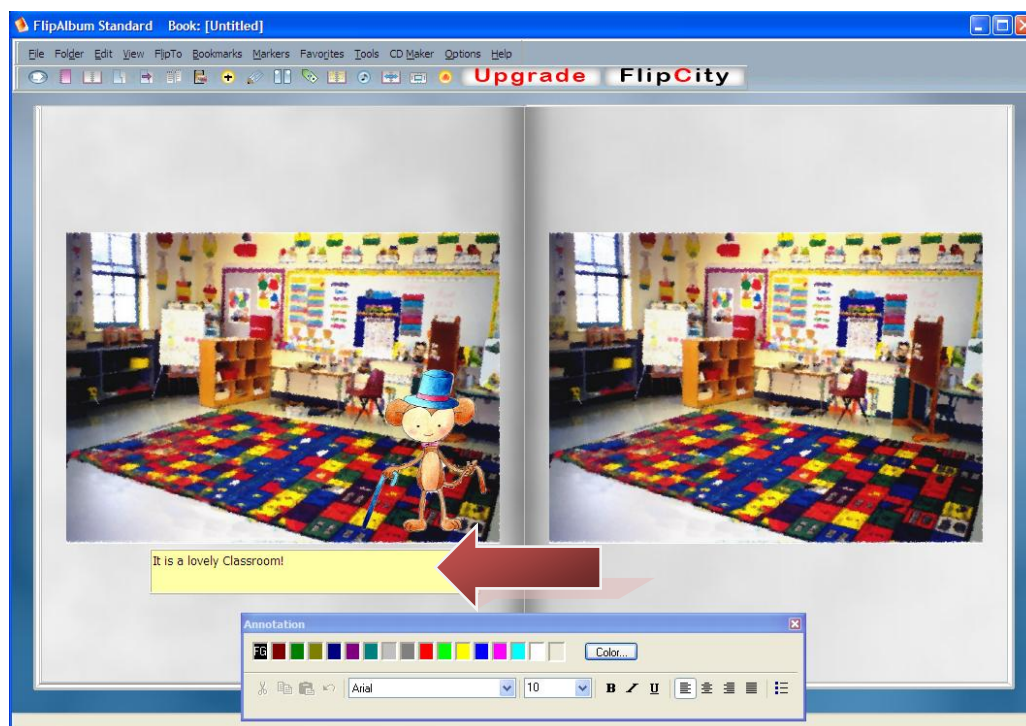 FlipAlbum Standard Book: [Untitled]
File Folder Edit View FlipTo Bookmarks Markers Favorites Tools CD Maker Options Help
Upgrade FlipCity
It is a lovely Classroom!
Annotation
FG Color...
Arial 10 B I U